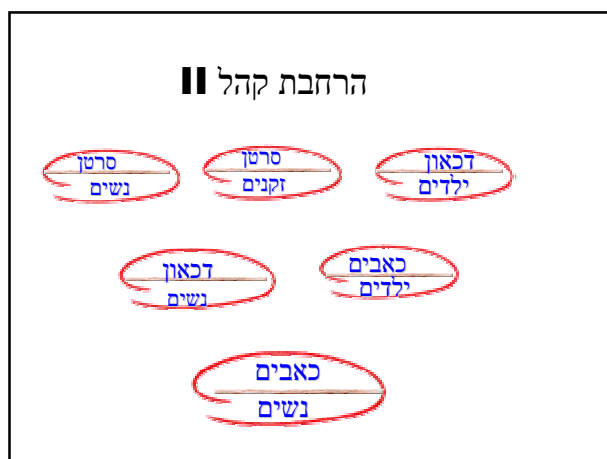 הרחבת קהל II
דכאון
ילדים
סרטן
זקנים
סרטן
נשים
כאבים
ילדים
דכאון
נשים
כאבים
נשים